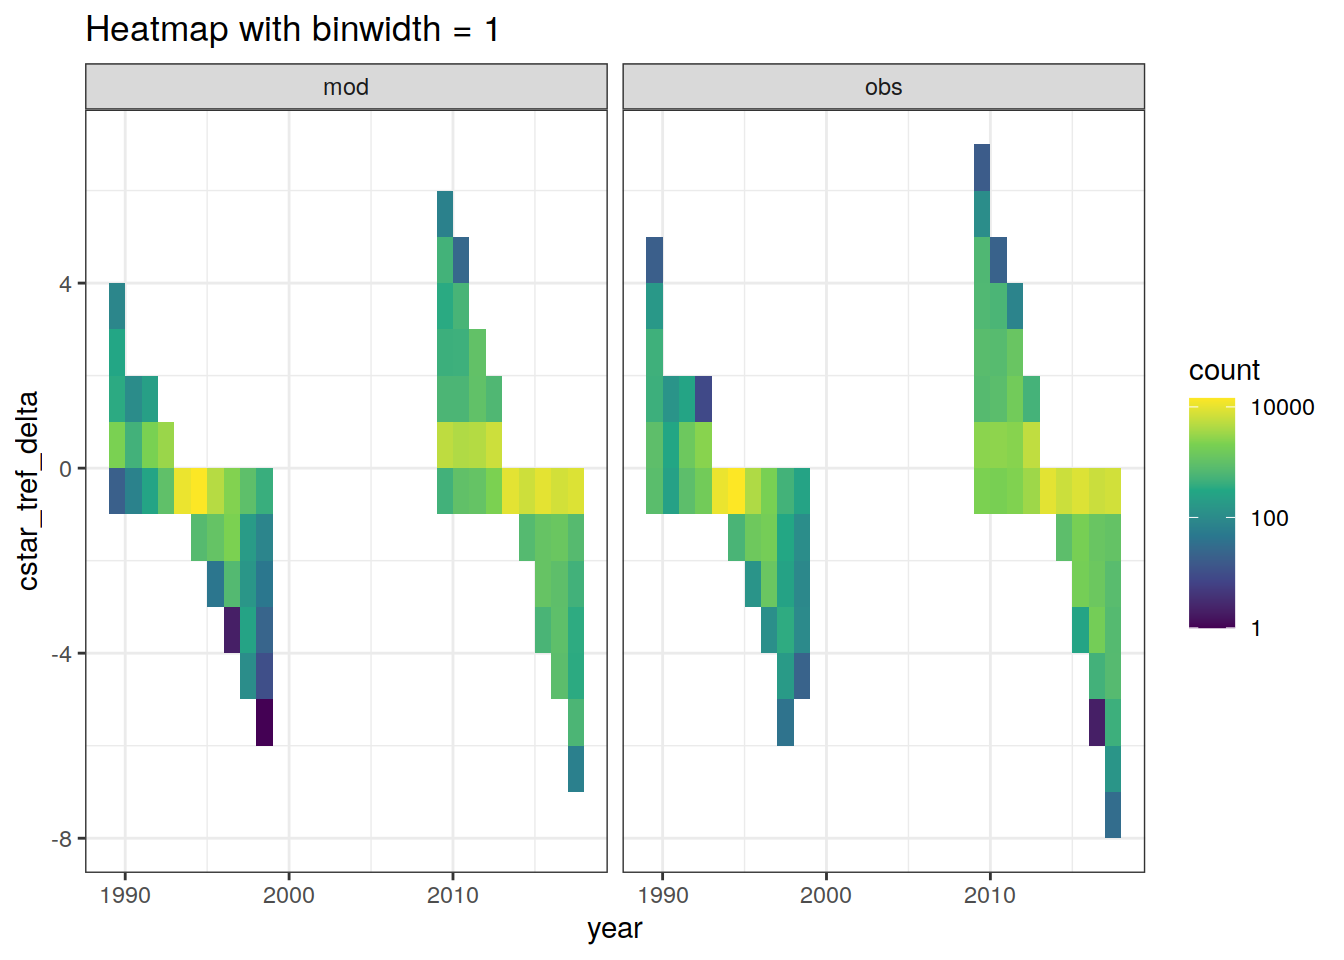 Heatmap with binwidth = 1
mod
obs
cstar_tref_delta
4
0
-4
-8
1990
2000
2010
1990
2000
2010
year
count
10000
100
1